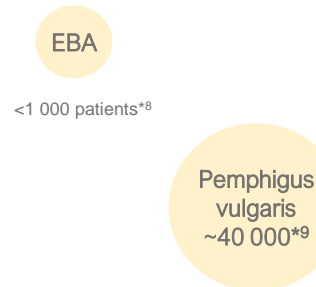 EBA
<1 000 patients*8
Pemphigus
vulgaris
~40 000*9